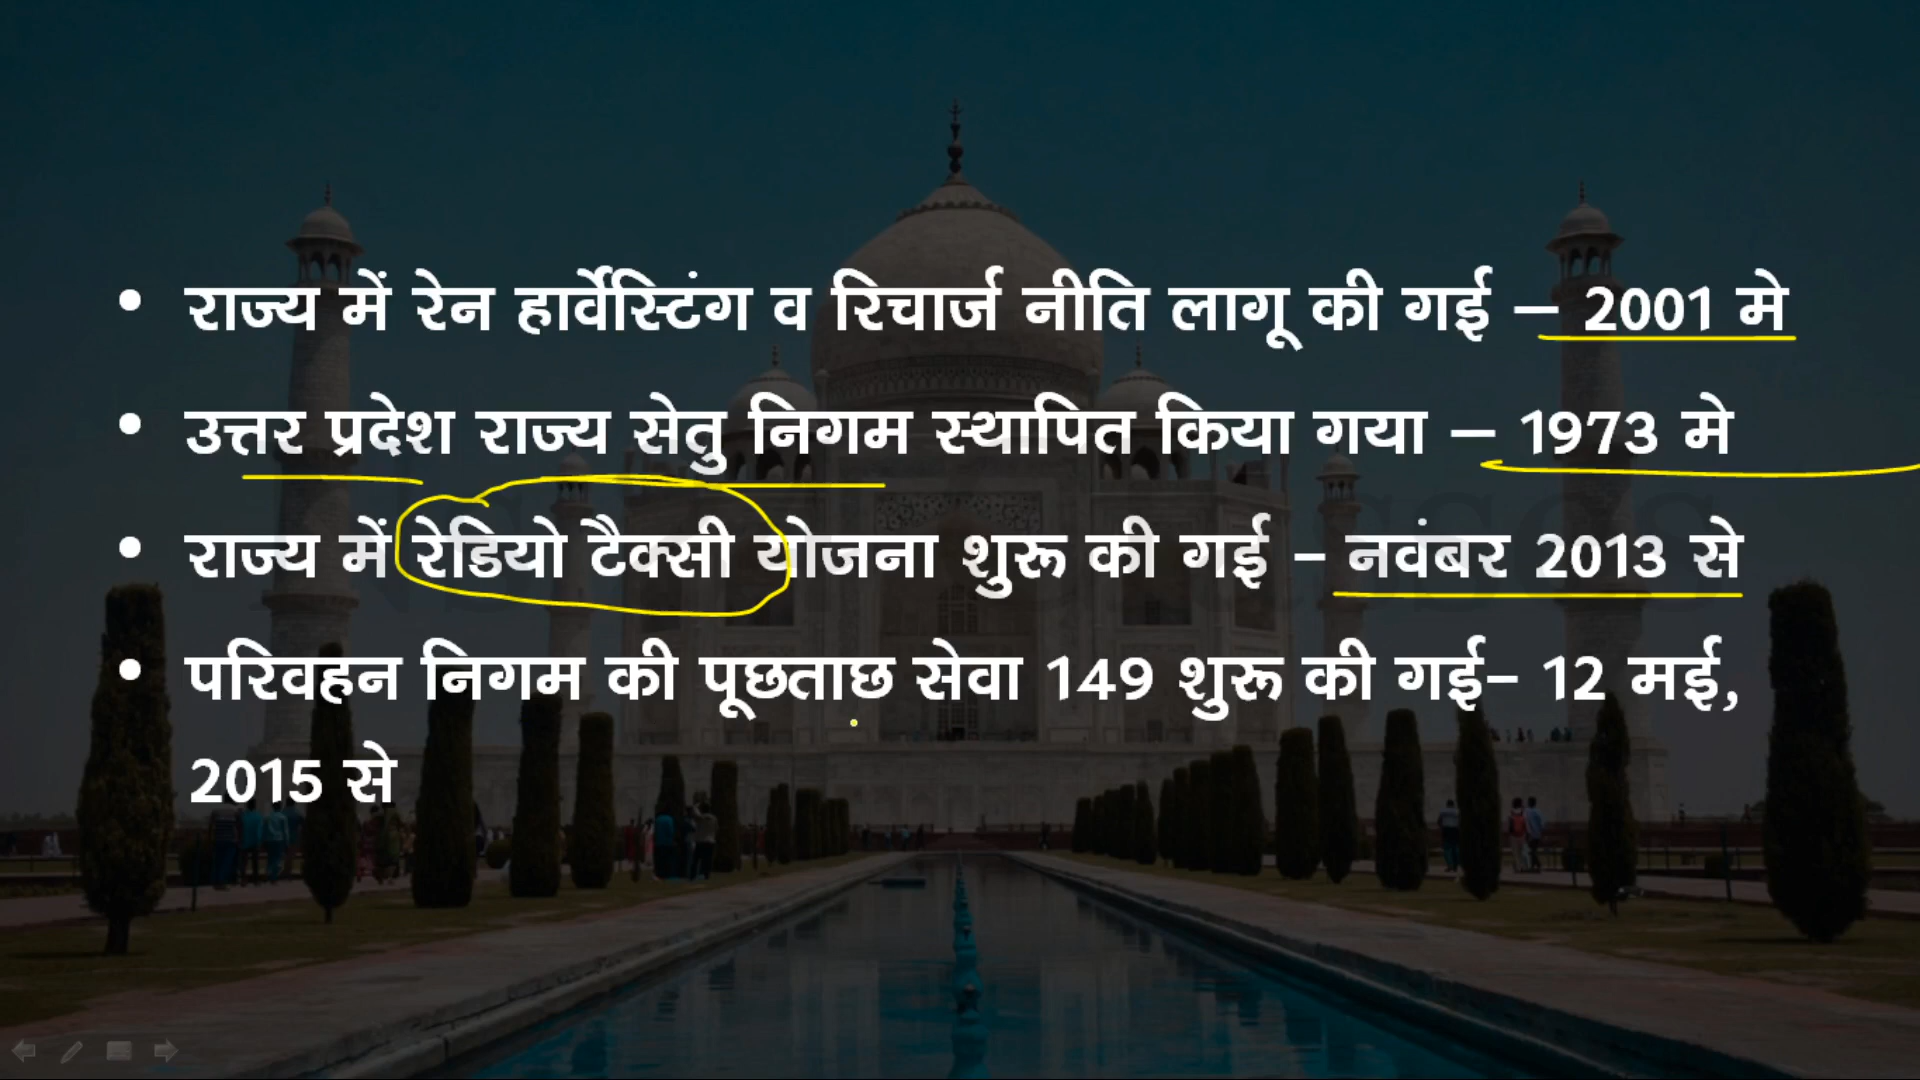 • राज्य में रेन हार्वेस्टिंग व रिचार्ज नीति लागू की गई – 2001 मे
• उत्तर प्रदेश राज्य सेतु निगम स्थापित किया गया – 1973 मे
• राज्य में रेडियो टैक्सी योजना शुरू की गई – नवंबर 2013 से
• परिवहन निगम की पूछताछ सेवा 149 शुरू की गई– 12 मई,
2015 से